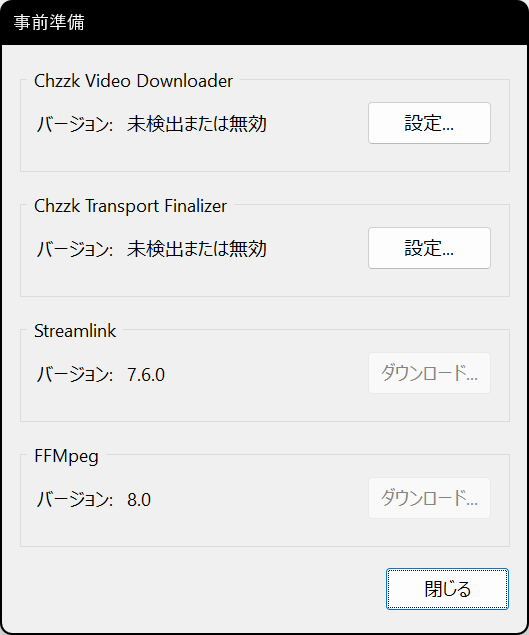 事前準備
Chzzk Video Downloader
バージョン: 未検出または無効
設定...
Chzzk Transport Finalizer
バージョン: 未検出または無効
設定...
Streamlink
バージョン: 7.6.0
ダウンロード...
FFMpeg
バージョン: 8.0
ダウンロード...
閉じる